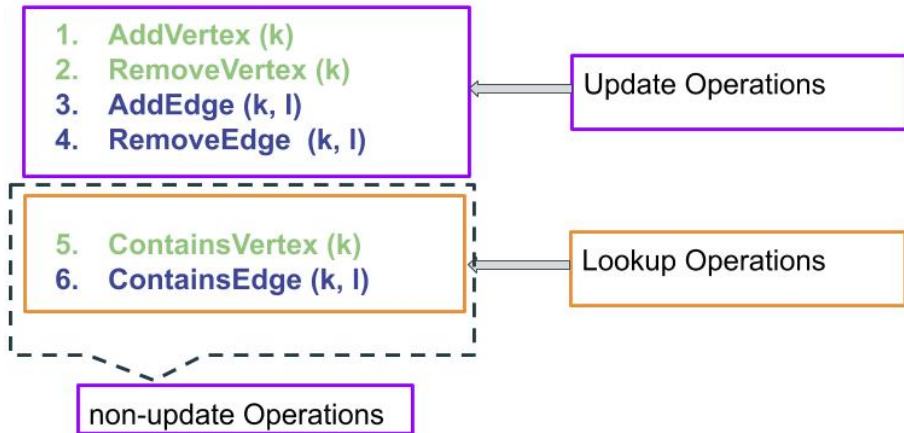 1. AddVertex (k)
2. RemoveVertex (k)
3. AddEdge (k, l)
4. RemoveEdge (k, l)
Update Operations
5. ContainsVertex (k)
6. ContainsEdge (k, l)
Lookup Operations
non-update Operations